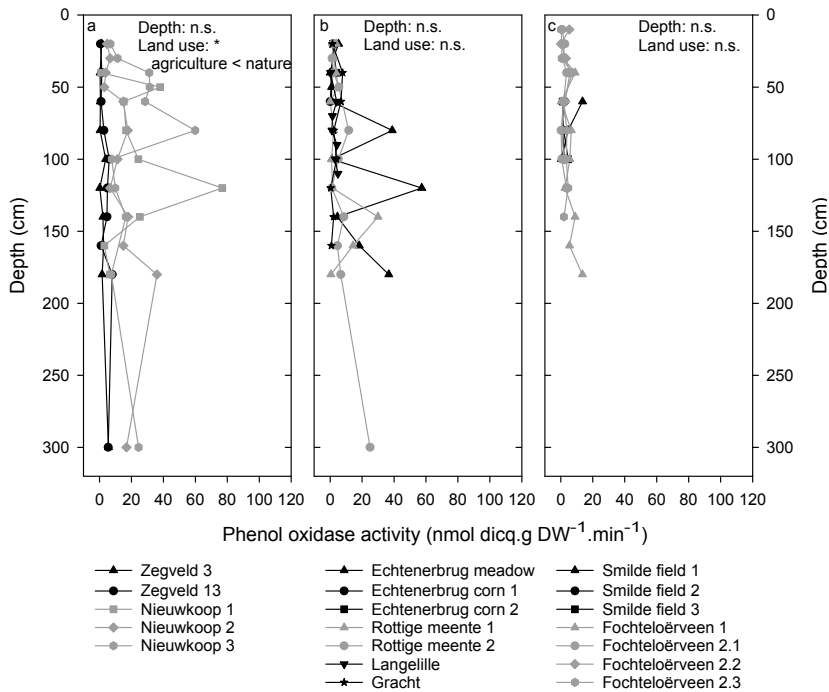 a
Depth: n.s.
Land use: *
agriculture < nature
b
Depth: n.s.
Land use: n.s.
c
Depth: n.s.
Land use: n.s.
0
50
100
150
200
250
300
Depth (cm)
0
50
100
150
200
250
300
Depth (cm)
0 20 40 60 80 100 120
0 20 40 60 80 100 120
0 20 40 60 80 100 120
Phenol oxidase activity (nmol dicq.g DW⁻¹.min⁻¹)
Zegveld 3
Zegveld 13
Nieuwkoop 1
Nieuwkoop 2
Nieuwkoop 3
Echtenerbrug meadow
Echtenerbrug corn 1
Echtenerbrug corn 2
Rottige meente 1
Rottige meente 2
Langelille
Gracht
Smilde field 1
Smilde field 2
Smilde field 3
Fochteloërveen 1
Fochteloërveen 2.1
Fochteloërveen 2.2
Fochteloërveen 2.3